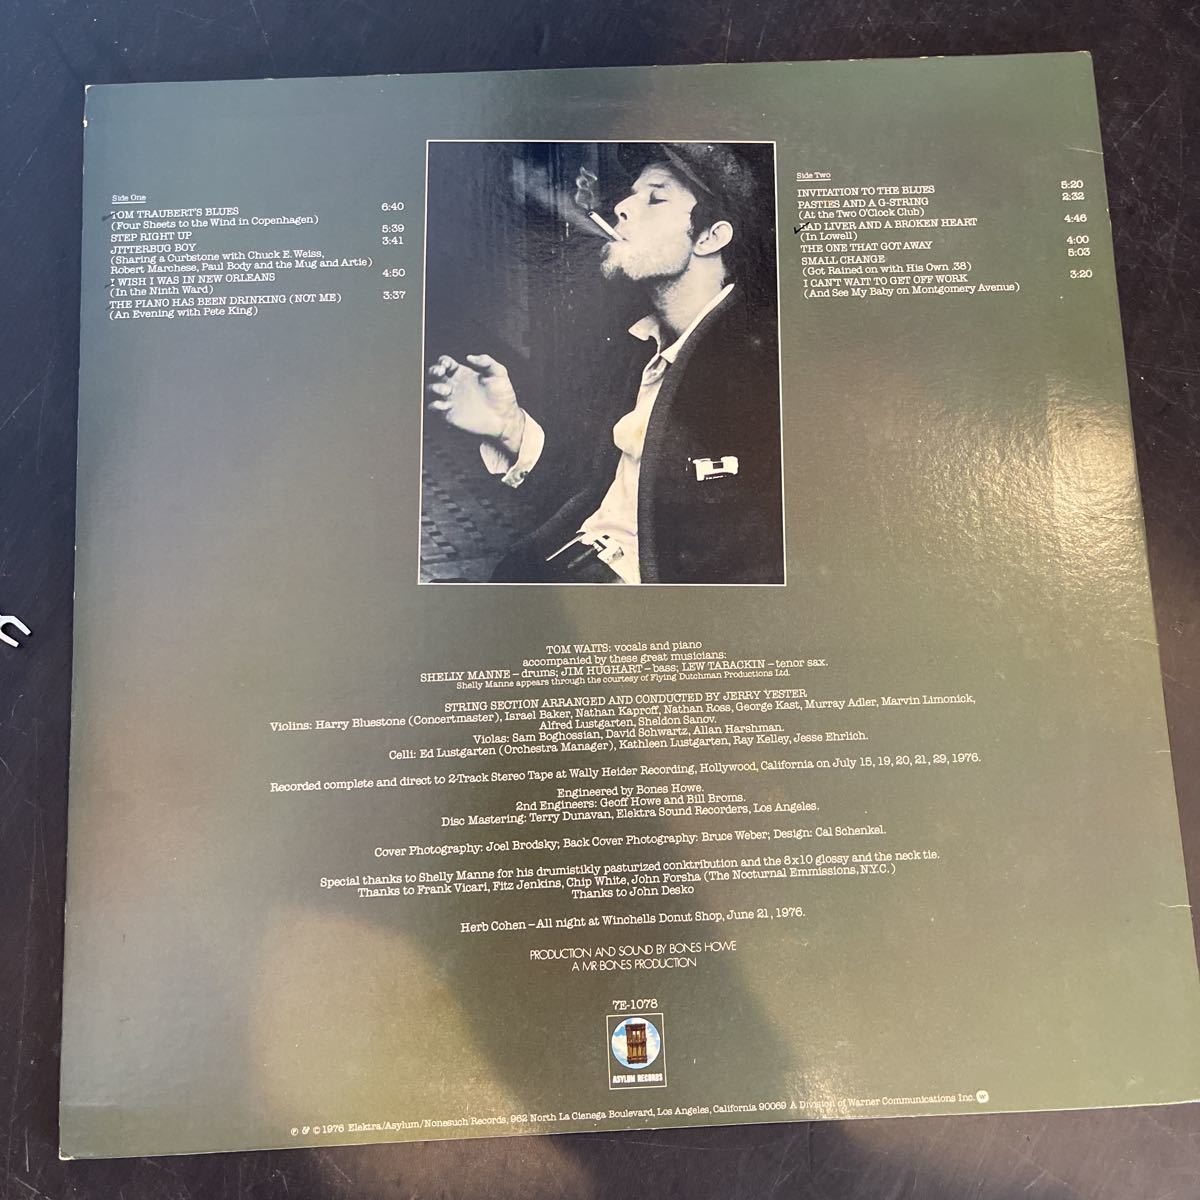 Side One
TOM TRAUBERT'S BLUES 6:40
(Four Sheets to the Wind in Copenhagen)
STEP RIGHT UP 5:39
JITTERBUG BOY 3:41
(Sharing a Curbstone with Chuck E. Weiss,
Robert Marchese, Paul Body and the Mug and Artie)
I WISH I WAS IN NEW ORLEANS 4:50
(In the Ninth Ward)
THE PIANO HAS BEEN DRINKING (NOT ME) 3:37
(An Evening with Pete King)
Side Two
INVITATION TO THE BLUES 5:20
PASTIES AND A G-STRING 2:32
(At the Two O'Clock Club)
BAD LIVER AND A BROKEN HEART 4:46
(In Lowell)
THE ONE THAT GOT AWAY 4:00
SMALL CHANGE 5:03
(Got Rained on with His Own .38)
I CAN'T WAIT TO GET OFF WORK 3:20
(And See My Baby on Montgomery Avenue)
TOM WAITS: vocals and piano
accompanied by these great musicians:
SHELLY MANNE – drums; JIM HUGHART – bass; LEW TABACKIN – tenor sax.
Shelly Manne appears through the courtesy of Flying Dutchman Productions Ltd.
STRING SECTION ARRANGED AND CONDUCTED BY JERRY YESTER
Violins: Harry Bluestone (Concertmaster), Israel Baker, Nathan Kaproff, Nathan Ross, George Kast, Murray Adler, Marvin Limonick,
Alfred Lustgarten, Sheldon Sanov.
Violas: Sam Boghossian, David Schwartz, Allan Harshman.
Celli: Ed Lustgarten (Orchestra Manager), Kathleen Lustgarten, Ray Kelley, Jesse Ehrlich.
Recorded complete and direct to 2-Track Stereo Tape at Wally Heider Recording, Hollywood, California on July 15, 19, 20, 21, 29, 1976.
Engineered by Bones Howe.
2nd Engineers: Geoff Howe and Bill Broms.
Disc Mastering: Terry Dunavan, Elektra Sound Recorders, Los Angeles.
Cover Photography: Joel Brodsky; Back Cover Photography: Bruce Weber; Design: Cal Schenkel.
Special thanks to Shelly Manne for his drumistikly pasturized conktribution and the 8x10 glossy and the neck tie.
Thanks to Frank Vicari, Fitz Jenkins, Chip White, John Forsha (The Nocturnal Emmissions, N.Y.C.)
Thanks to John Desko
Herb Cohen – All night at Winchells Donut Shop, June 21, 1976.
PRODUCTION AND SOUND BY BONES HOWE
A MR BONES PRODUCTION
7E-1078
ASYLUM RECORDS
℗ & © 1976 Elektra/Asylum/Nonesuch Records, 962 North La Cienega Boulevard, Los Angeles, California 90069 A Division of Warner Communications Inc. W